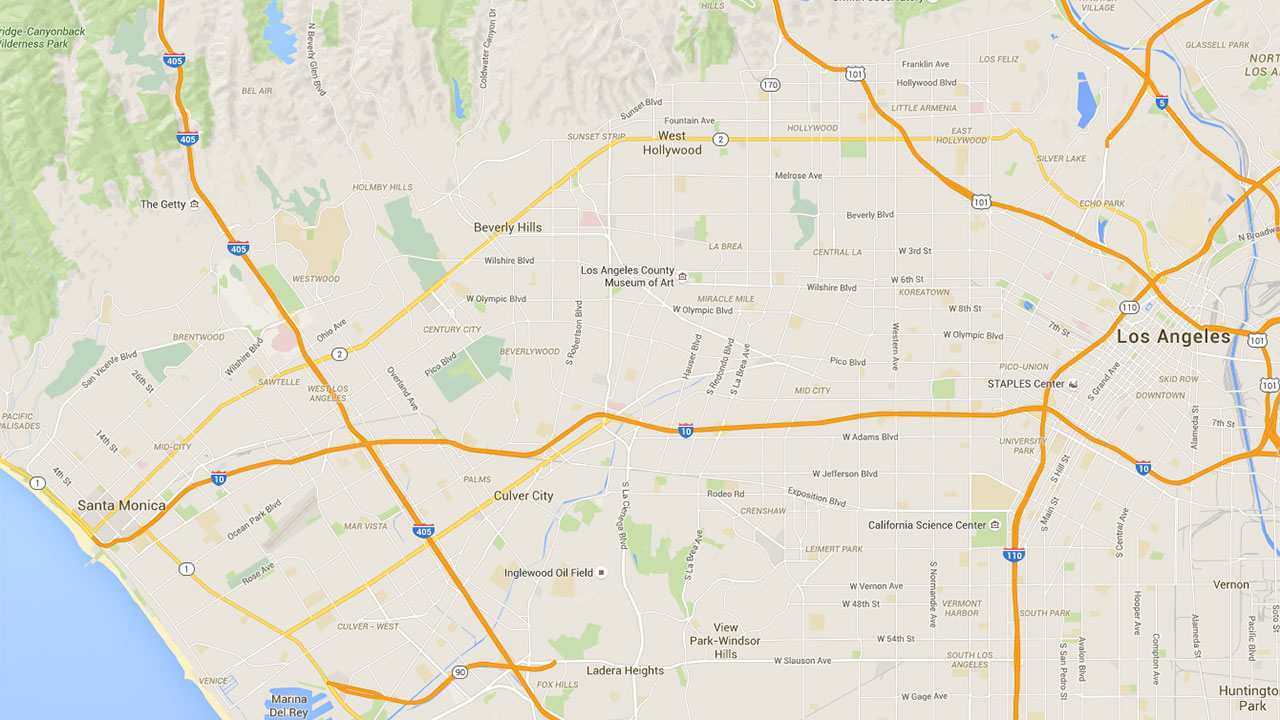 HILLS
VILLAGE
ridge-Canyonback
Wilderness Park
N Beverly Glen Blvd
Coldwater Canyon Dr
GLASSELL PARK
405
Franklin Ave
LOS FELIZ
NORT
LOS A
101
170
Hollywood Blvd
BEL AIR
5
Sunset Blvd
LITTLE ARMENIA
Fountain Ave
HOLLYWOOD
405
SUNSET STRIP
West
Hollywood
2
EAST
HOLLYWOOD
SILVER LAKE
Melrose Ave
HOLMBY HILLS
The Getty
101
ECHO PARK
Beverly Blvd
Beverly Hills
N Broadwa
405
LA BREA
CENTRAL LA
W 3rd St
Wilshire Blvd
Los Angeles County
Museum of Art
WESTWOOD
W 6th St
Wilshire Blvd
KOREATOWN
W Olympic Blvd
MIRACLE MILE
W Olympic Blvd
W 8th St
110
S Robertson Blvd
Ohio Ave
CENTURY CITY
7th St
Western Ave
W Olympic Blvd
Los Angeles
101
BRENTWOOD
Wilshire Blvd
2
BEVERLYWOOD
Hauser Blvd
S Redondo Blvd
S La Brea Ave
San Vicente Blvd
Pico Blvd
Pico Blvd
PICO-UNION
26th St
SAWTELLE
WEST LOS
ANGELES
Overland Ave
MID CITY
STAPLES Center
S Grand Ave
SKID ROW
101
DOWNTOWN
PACIFIC
PALISADES
14th St
MID-CITY
10
W Adams Blvd
UNIVERSITY
PARK
Alameda St
7th St
4th St
1
10
PALMS
W Jefferson Blvd
S Hill St
10
Santa Monica
Culver City
Rodeo Rd
Exposition Blvd
S La Cienega Blvd
CRENSHAW
Ocean Park Blvd
MAR VISTA
405
California Science Center
S Main St
S Central Ave
LEIMERT PARK
110
S La Brea Ave
1
Rose Ave
Inglewood Oil Field
W Vernon Ave
S Normandie Ave
Vernon
W 48th St
VERMONT
HARBOR
SOUTH PARK
Hooper Ave
Alameda St
Pacific Blvd
Soto St
CULVER - WEST
View
Park-Windsor
Hills
W 54th St
Avalon Blvd
Compton Ave
SOUTH LOS
ANGELES
S San Pedro St
W Slauson Ave
90
Ladera Heights
VENICE
FOX HILLS
Marina
Del Rey
W Gage Ave
Huntingto
Park